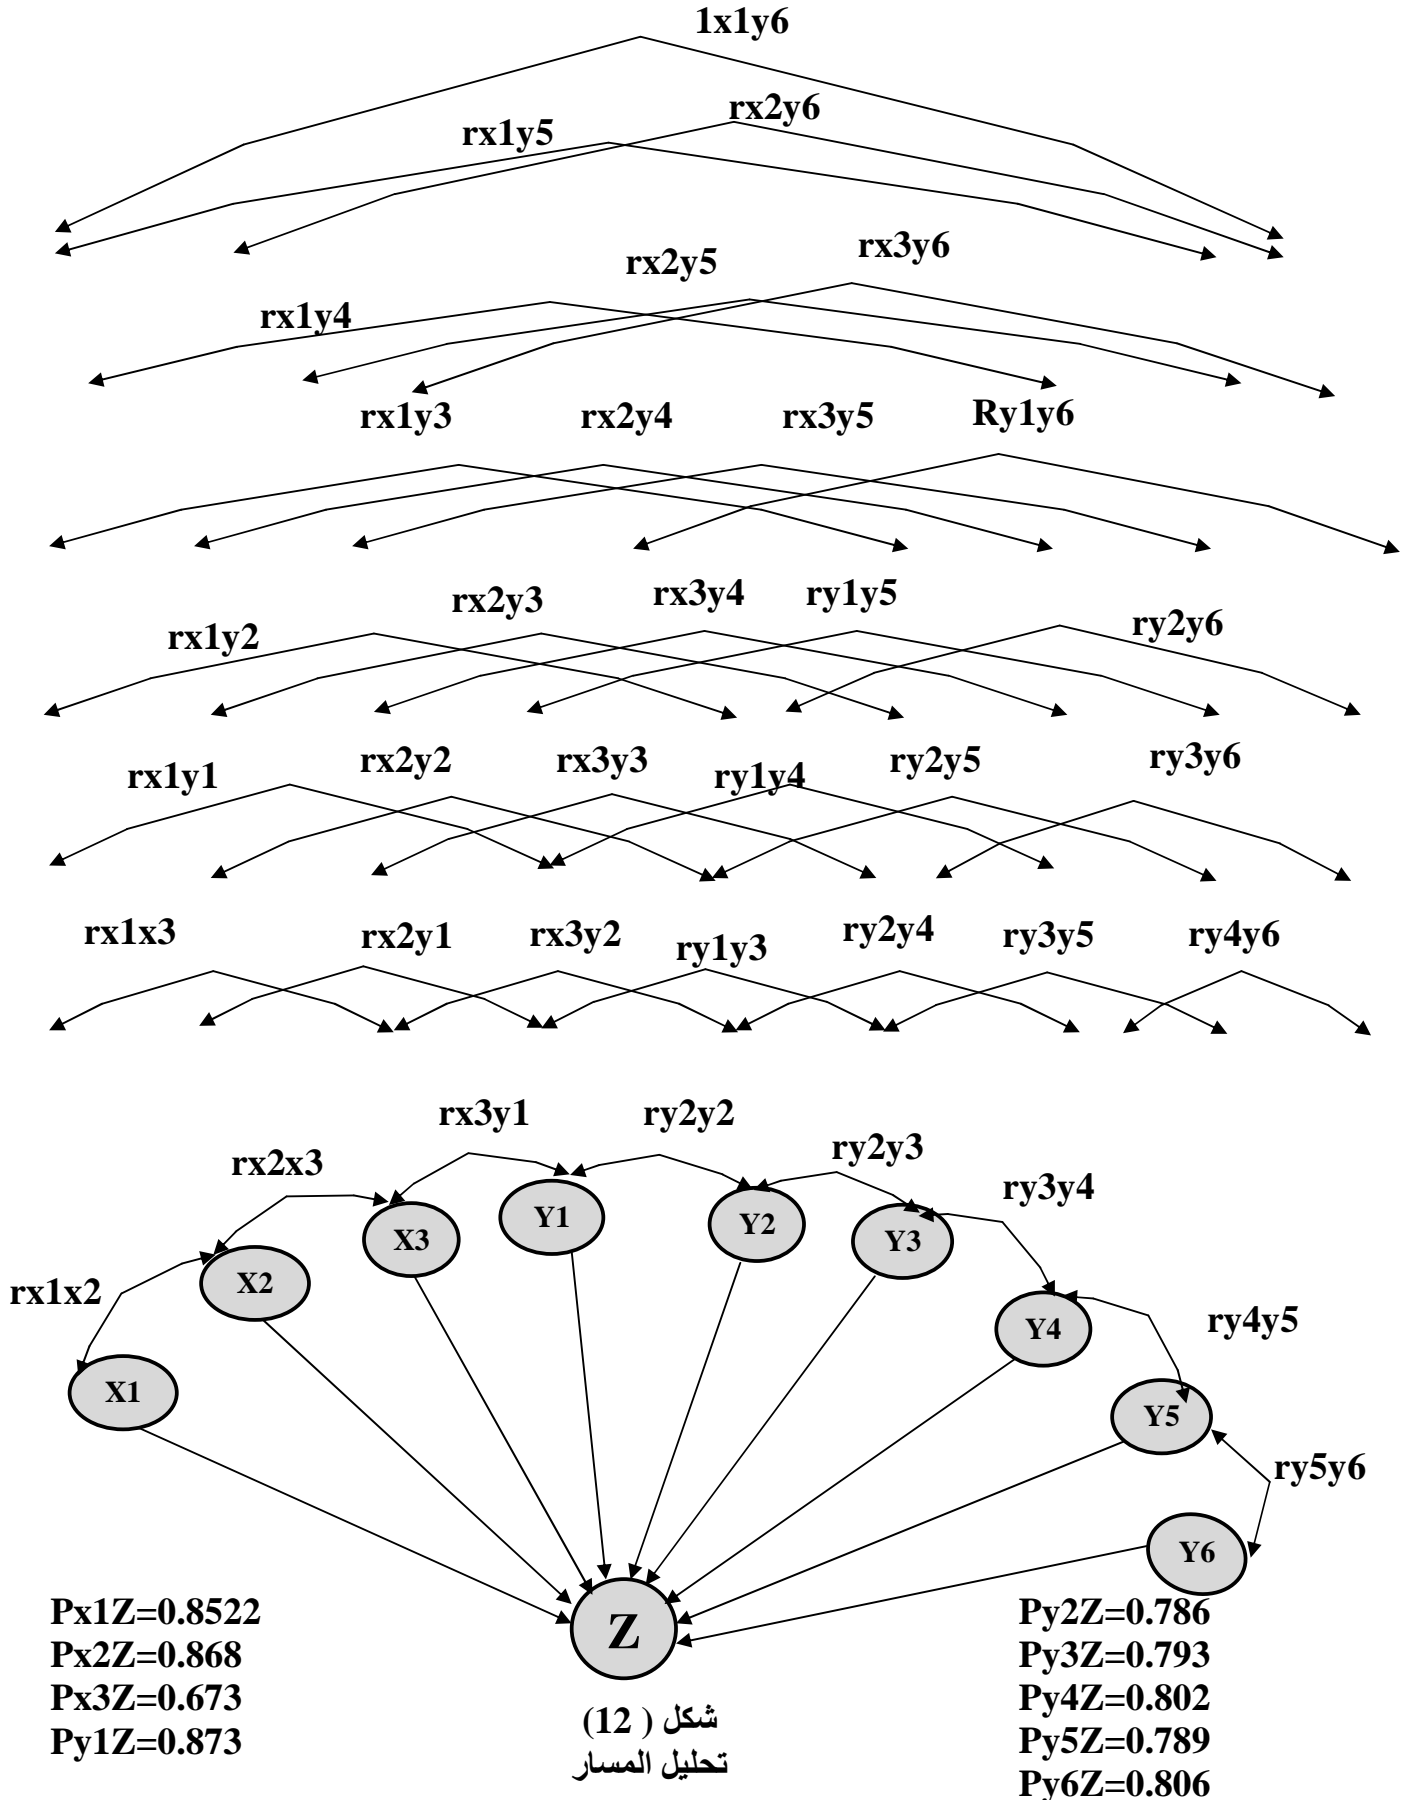 1x1y6
rx2y6
rx1y5
rx3y6
rx2y5
rx1y4
rx1y3 rx2y4 rx3y5 Ry1y6
rx2y3 rx3y4 ry1y5
rx1y2 ry2y6
rx1y1 rx2y2 rx3y3 ry1y4 ry2y5 ry3y6
rx1x3 rx2y1 rx3y2 ry1y3 ry2y4 ry3y5 ry4y6
rx3y1 ry2y2
rx2x3 ry2y3
ry3y4
Y1 Y2
X3 Y3
rx1x2 X2
Y4 ry4y5
X1
Y5
ry5y6
Y6
Z
Px1Z=0.8522
Px2Z=0.868
Px3Z=0.673
Py1Z=0.873
Py2Z=0.786
Py3Z=0.793
Py4Z=0.802
Py5Z=0.789
Py6Z=0.806
شكل ( 12)
تحليل المسار